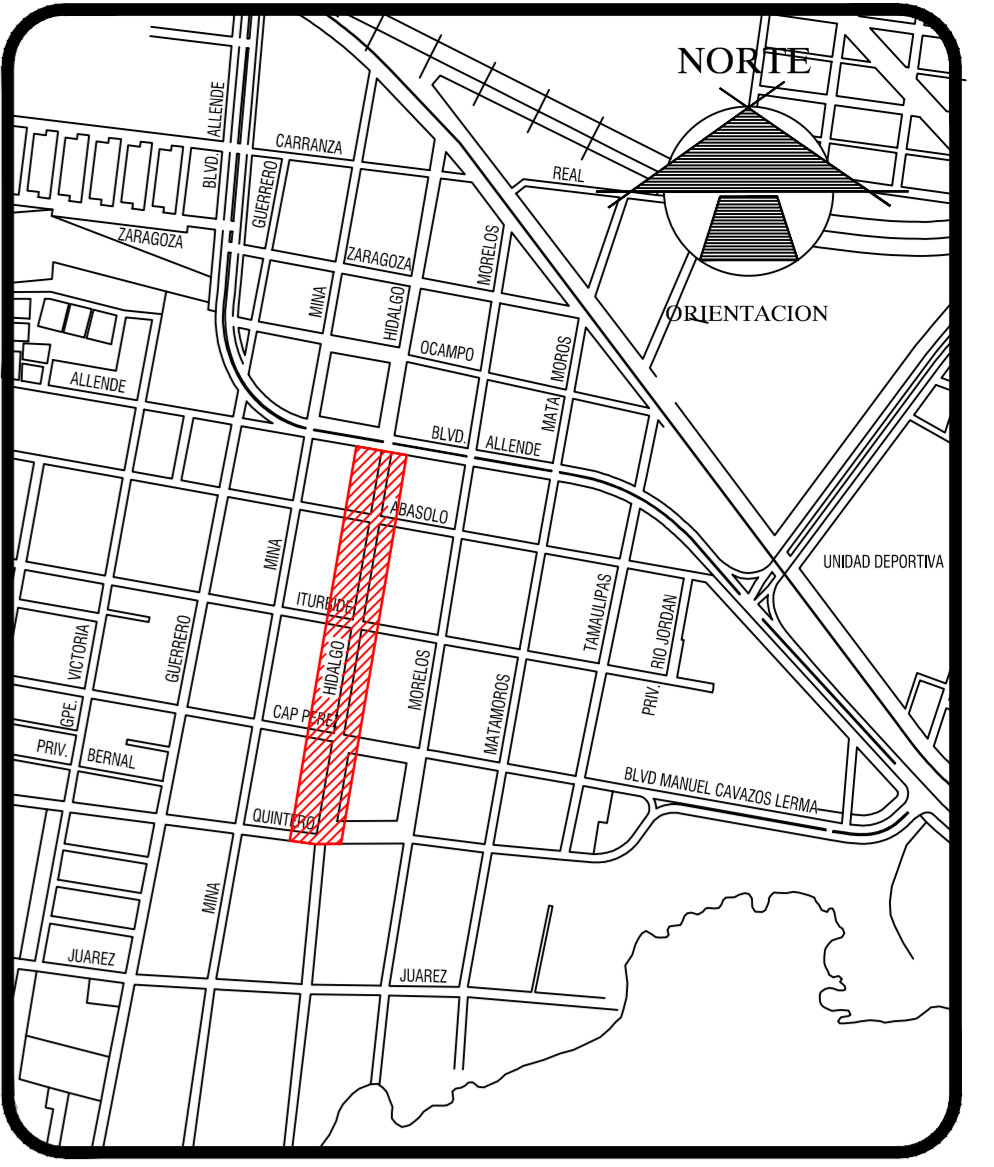 NORTE
ALLENDE
BLVD.
CARRANZA
GUERRERO
REAL
ZARAGOZA
ZARAGOZA
MORELOS
MINA
HIDALGO
ORIENTACION
OCAMPO
MOROS
MATA
ALLENDE
BLVD.
ALLENDE
ABASOLO
MINA
UNIDAD DEPORTIVA
ITURBIDE
TAMAULIPAS
RIO JORDAN
PRIV.
VICTORIA
GPE.
GUERRERO
HIDALGO
MORELOS
MATAMOROS
CAP PEREZ
PRIV.
BERNAL
BLVD MANUEL CAVAZOS LERMA
QUINTERO
MINA
JUAREZ
JUAREZ